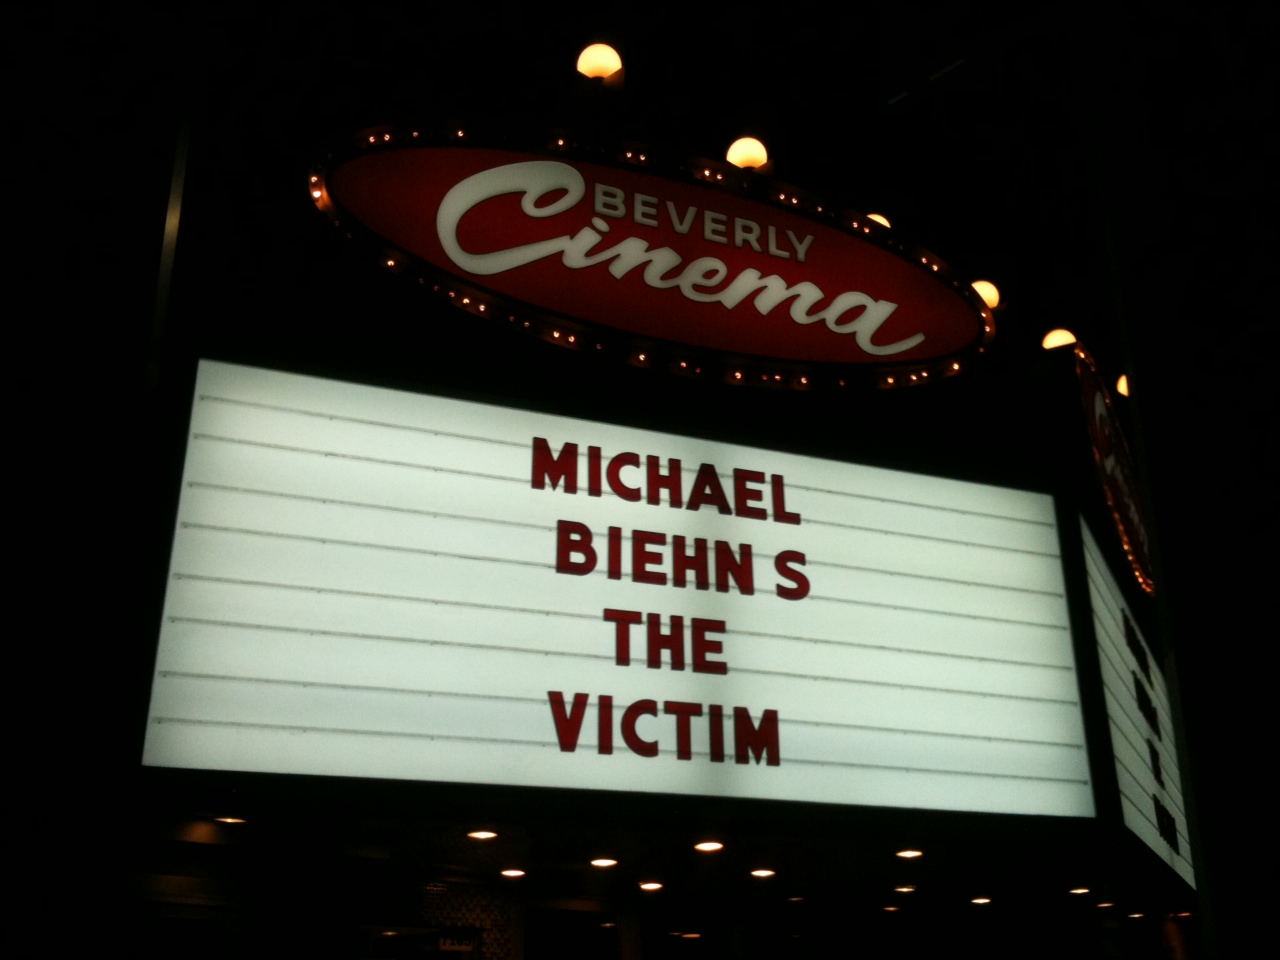 BEVERLY
Cinema
MICHAEL
BIEHN S
THE
VICTIM